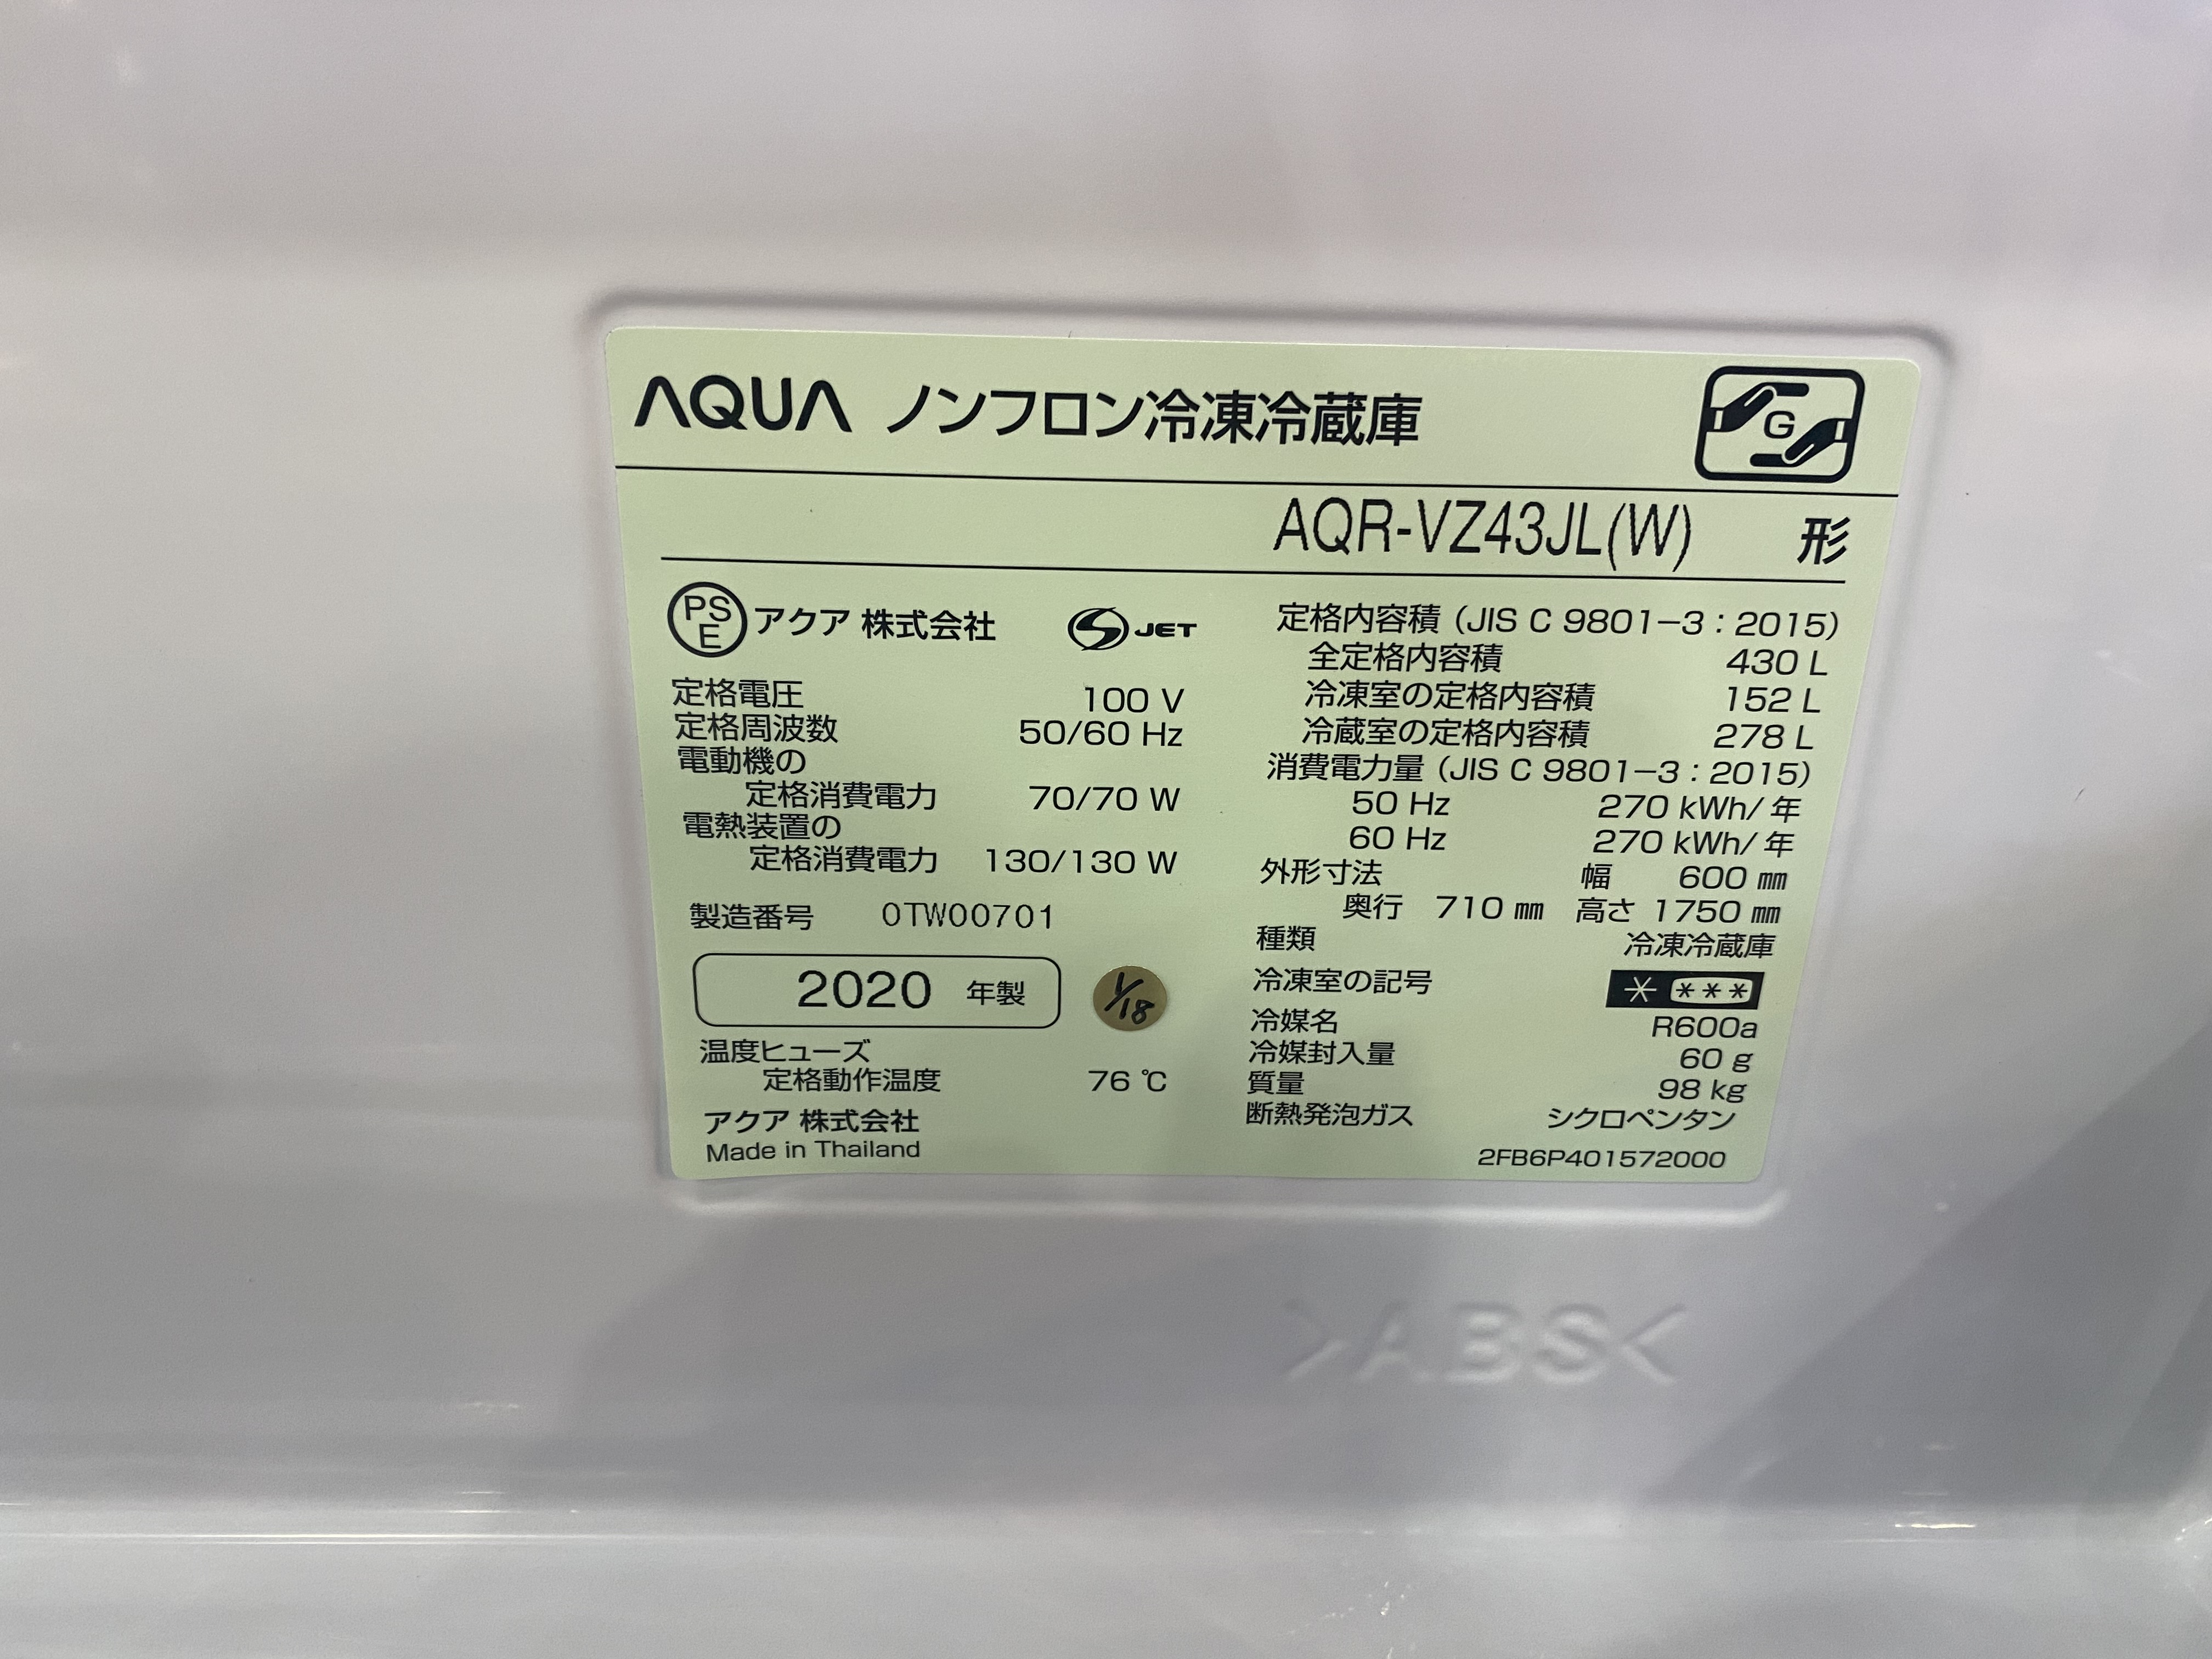 AQUA ノンフロン冷凍冷蔵庫
G
AQR-VZ43JL(W) 形
PS
E
アクア 株式会社
JET
定格電圧 100 V
定格周波数 50/60 Hz
電動機の
定格消費電力 70/70 W
電熱装置の
定格消費電力 130/130 W
製造番号 0TW00701
2020 年製
1/18
温度ヒューズ
定格動作温度 76 ℃
アクア 株式会社
Made in Thailand
定格内容積 (JIS C 9801-3 : 2015)
全定格内容積 430 L
冷凍室の定格内容積 152 L
冷蔵室の定格内容積 278 L
消費電力量 (JIS C 9801-3 : 2015)
50 Hz 270 kWh/年
60 Hz 270 kWh/年
外形寸法 幅 600 ㎜
奥行 710 ㎜ 高さ 1750 ㎜
種類 冷凍冷蔵庫
冷凍室の記号 * ***
冷媒名 R600a
冷媒封入量 60 g
質量 98 kg
断熱発泡ガス シクロペンタン
2FB6P401572000
>ABS<